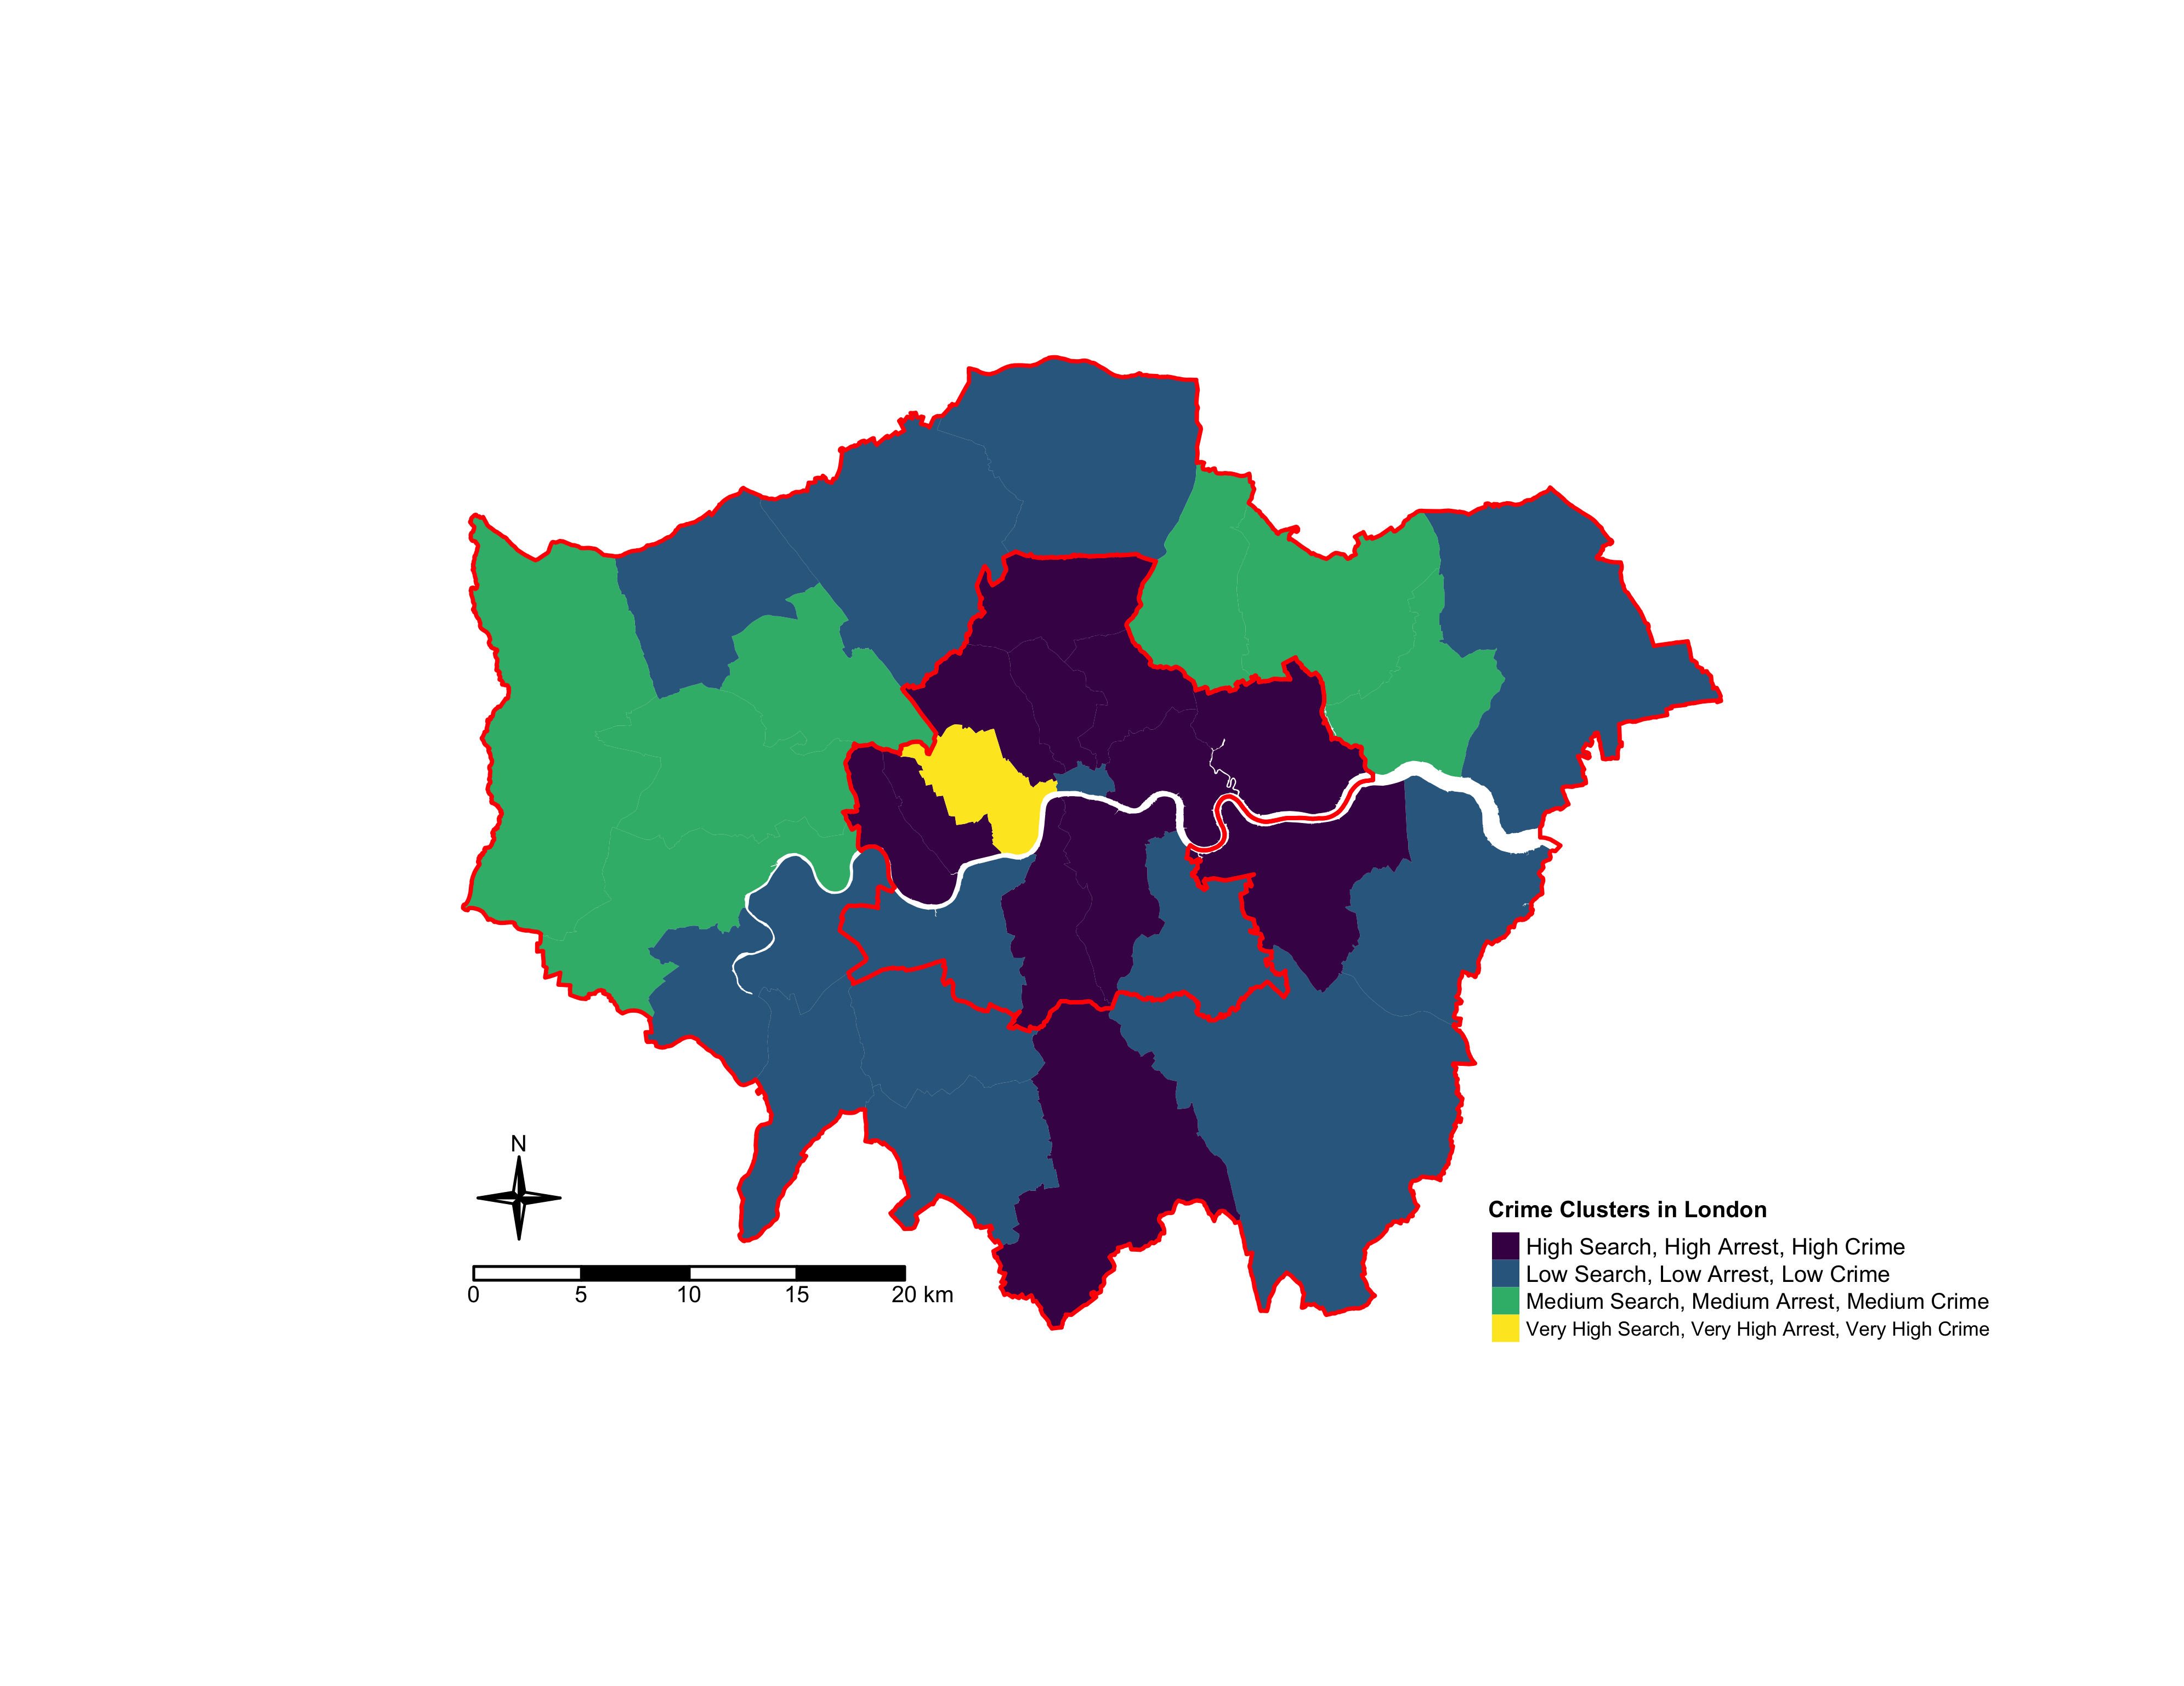 N
0 5 10 15 20 km
Crime Clusters in London
High Search, High Arrest, High Crime
Low Search, Low Arrest, Low Crime
Medium Search, Medium Arrest, Medium Crime
Very High Search, Very High Arrest, Very High Crime